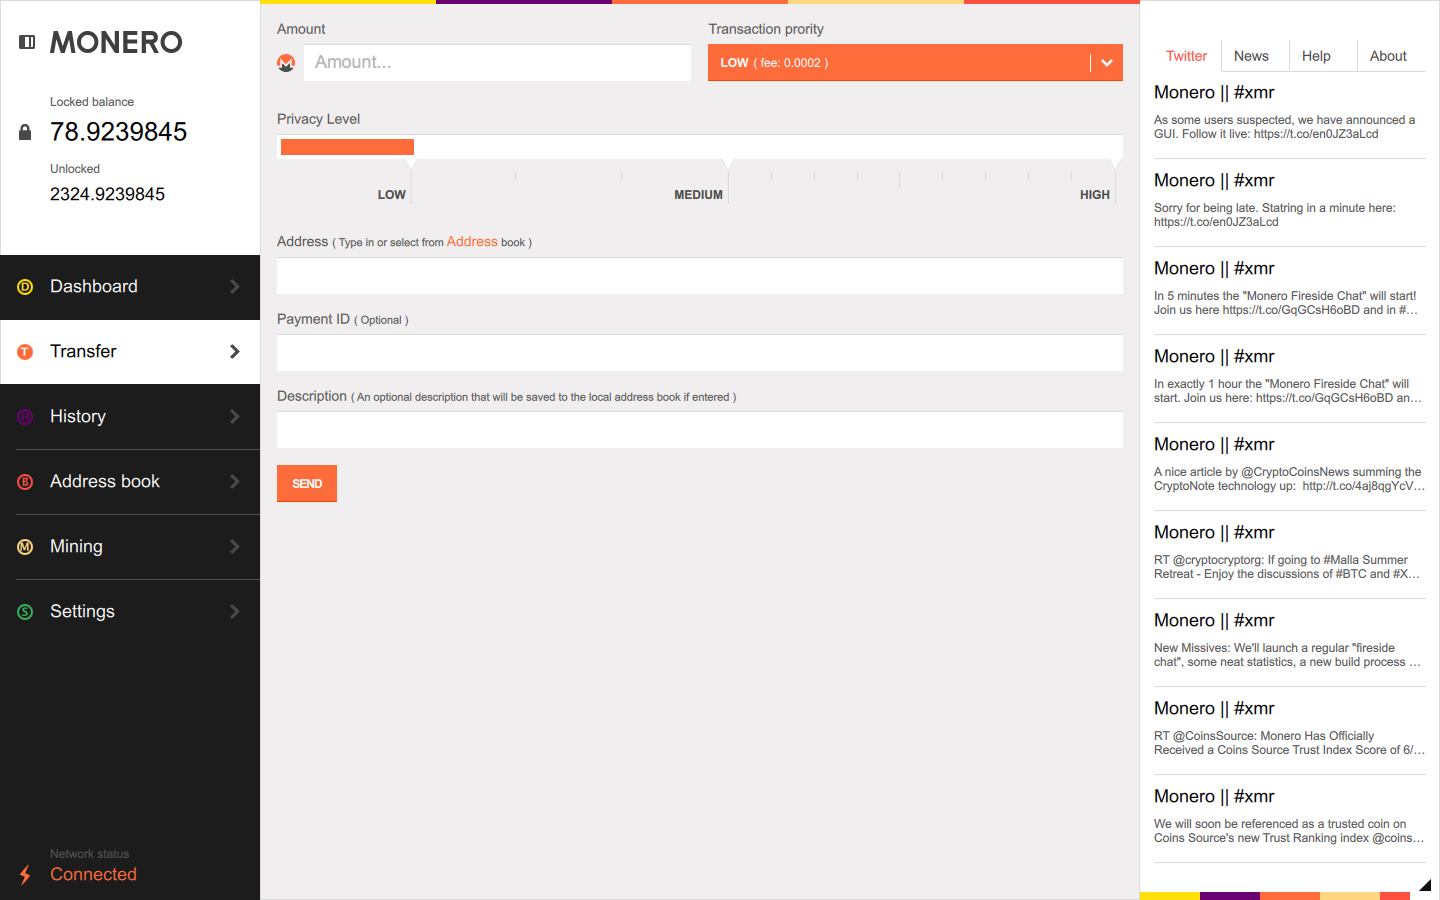 MONERO
Locked balance
78.9239845
Unlocked
2324.9239845
D Dashboard
T Transfer
H History
B Address book
M Mining
S Settings
Network status
Connected
Amount
Amount...
Transaction prority
LOW ( fee: 0.0002 )
Privacy Level
LOW MEDIUM HIGH
Address ( Type in or select from Address book )
Payment ID ( Optional )
Description ( An optional description that will be saved to the local address book if entered )
SEND
Twitter News Help About
Monero || #xmr
As some users suspected, we have announced a
GUI. Follow it live: https://t.co/en0JZ3aLcd
Monero || #xmr
Sorry for being late. Statring in a minute here:
https://t.co/en0JZ3aLcd
Monero || #xmr
In 5 minutes the "Monero Fireside Chat" will start!
Join us here https://t.co/GqGCsH6oBD and in #...
Monero || #xmr
In exactly 1 hour the "Monero Fireside Chat" will
start. Join us here: https://t.co/GqGCsH6oBD an...
Monero || #xmr
A nice article by @CryptoCoinsNews summing the
CryptoNote technology up:  http://t.co/4aj8qgYcV...
Monero || #xmr
RT @cryptocryptorg: If going to #Malla Summer
Retreat - Enjoy the discussions of #BTC and #X...
Monero || #xmr
New Missives: We'll launch a regular "fireside
chat", some neat statistics, a new build process ...
Monero || #xmr
RT @CoinsSource: Monero Has Officially
Received a Coins Source Trust Index Score of 6/...
Monero || #xmr
We will soon be referenced as a trusted coin on
Coins Source's new Trust Ranking index @coins...